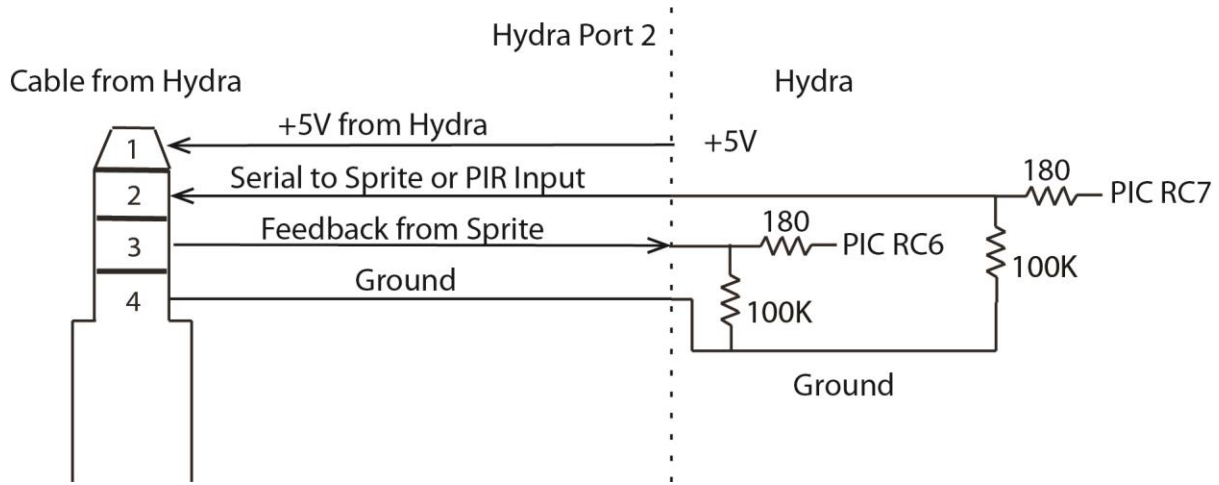 Hydra Port 2
Cable from Hydra
Hydra
+5V from Hydra
+5V
1
180
Serial to Sprite or PIR Input
2
PIC RC7
180
Feedback from Sprite
3
PIC RC6
100K
Ground
4
100K
Ground